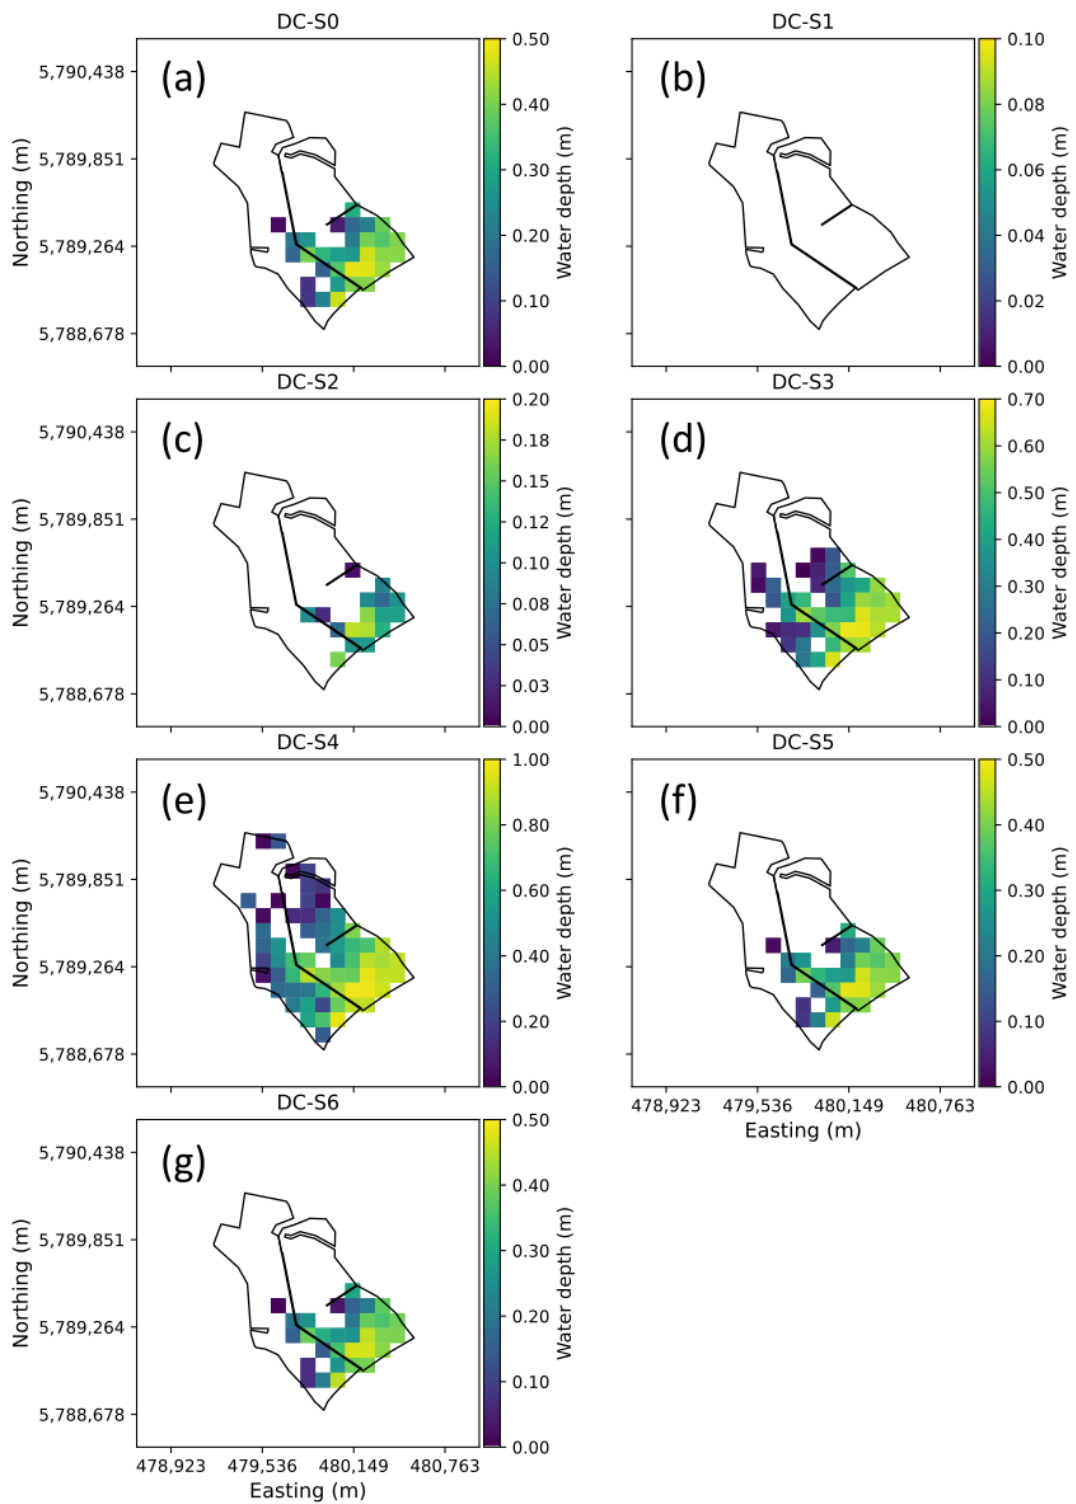 DC-S0
DC-S1
(a)
(b)
5,790,438
5,789,851
5,789,264
5,788,678
Northing (m)
0.50
0.40
0.30
0.20
0.10
0.00
Water depth (m)
0.10
0.08
0.06
0.04
0.02
0.00
Water depth (m)
DC-S2
DC-S3
(c)
(d)
5,790,438
5,789,851
5,789,264
5,788,678
Northing (m)
0.20
0.18
0.15
0.12
0.10
0.08
0.05
0.03
0.00
Water depth (m)
0.70
0.60
0.50
0.40
0.30
0.20
0.10
0.00
Water depth (m)
DC-S4
DC-S5
(e)
(f)
5,790,438
5,789,851
5,789,264
5,788,678
Northing (m)
1.00
0.80
0.60
0.40
0.20
0.00
Water depth (m)
0.50
0.40
0.30
0.20
0.10
0.00
Water depth (m)
478,923 479,536 480,149 480,763
Easting (m)
DC-S6
(g)
5,790,438
5,789,851
5,789,264
5,788,678
Northing (m)
0.50
0.40
0.30
0.20
0.10
0.00
Water depth (m)
478,923 479,536 480,149 480,763
Easting (m)